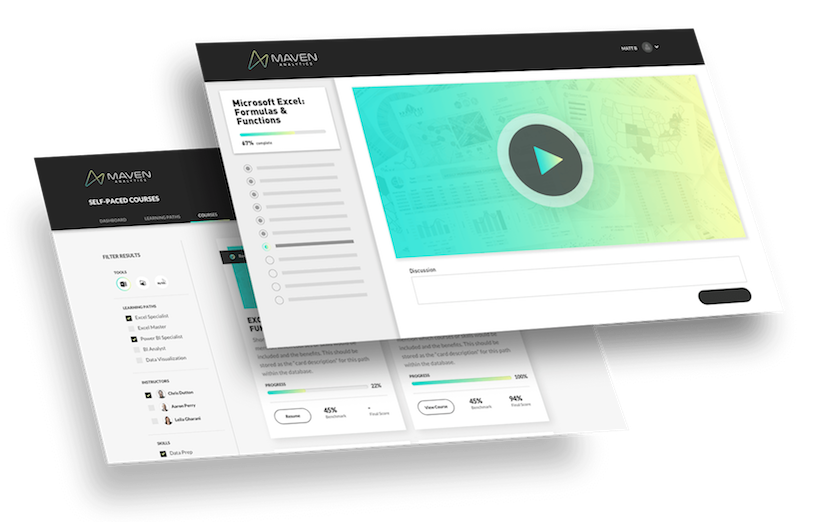 MAVEN
ANALYTICS
MATT B
Microsoft Excel:
Formulas &
Functions
67% complete
Discussion
MAVEN
ANALYTICS
SELF-PACED COURSES
DASHBOARD
LEARNING PATHS
COURSES
FILTER RESULTS
TOOLS
LEARNING PATHS
Excel Specialist
Excel Master
Power BI Specialist
BI Analyst
Data Visualization
INSTRUCTORS
Chris Dutton
Aaron Parry
SKILLS
Data Prep
included and the benefits. This should be
stored as the "card description" for this path
within the database.
PROGRESS
22%
Resume
45%
Benchmark
-
Final Score
included and the benefits. This should be
stored as the "card description" for this path
within the database.
PROGRESS
100%
View Course
45%
Benchmark
94%
Final Score